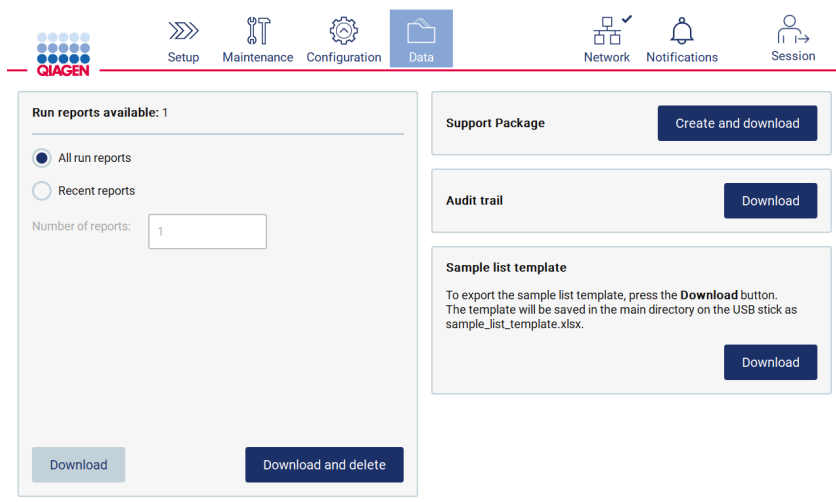 QIAGEN
Setup
Maintenance
Configuration
Data
Network
Notifications
Session
Run reports available: 1
All run reports
Recent reports
Number of reports:
1
Download
Download and delete
Support Package
Create and download
Audit trail
Download
Sample list template
To export the sample list template, press the Download button.
The template will be saved in the main directory on the USB stick as
sample_list_template.xlsx.
Download